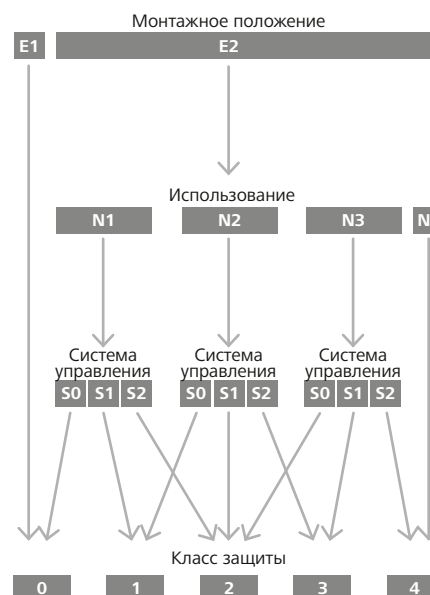 Монтажное положение
E1 E2
Использование
N1 N2 N3 N
Система Система Система
управления управления управления
S0 S1 S2 S0 S1 S2 S0 S1 S2
Класс защиты
0 1 2 3 4